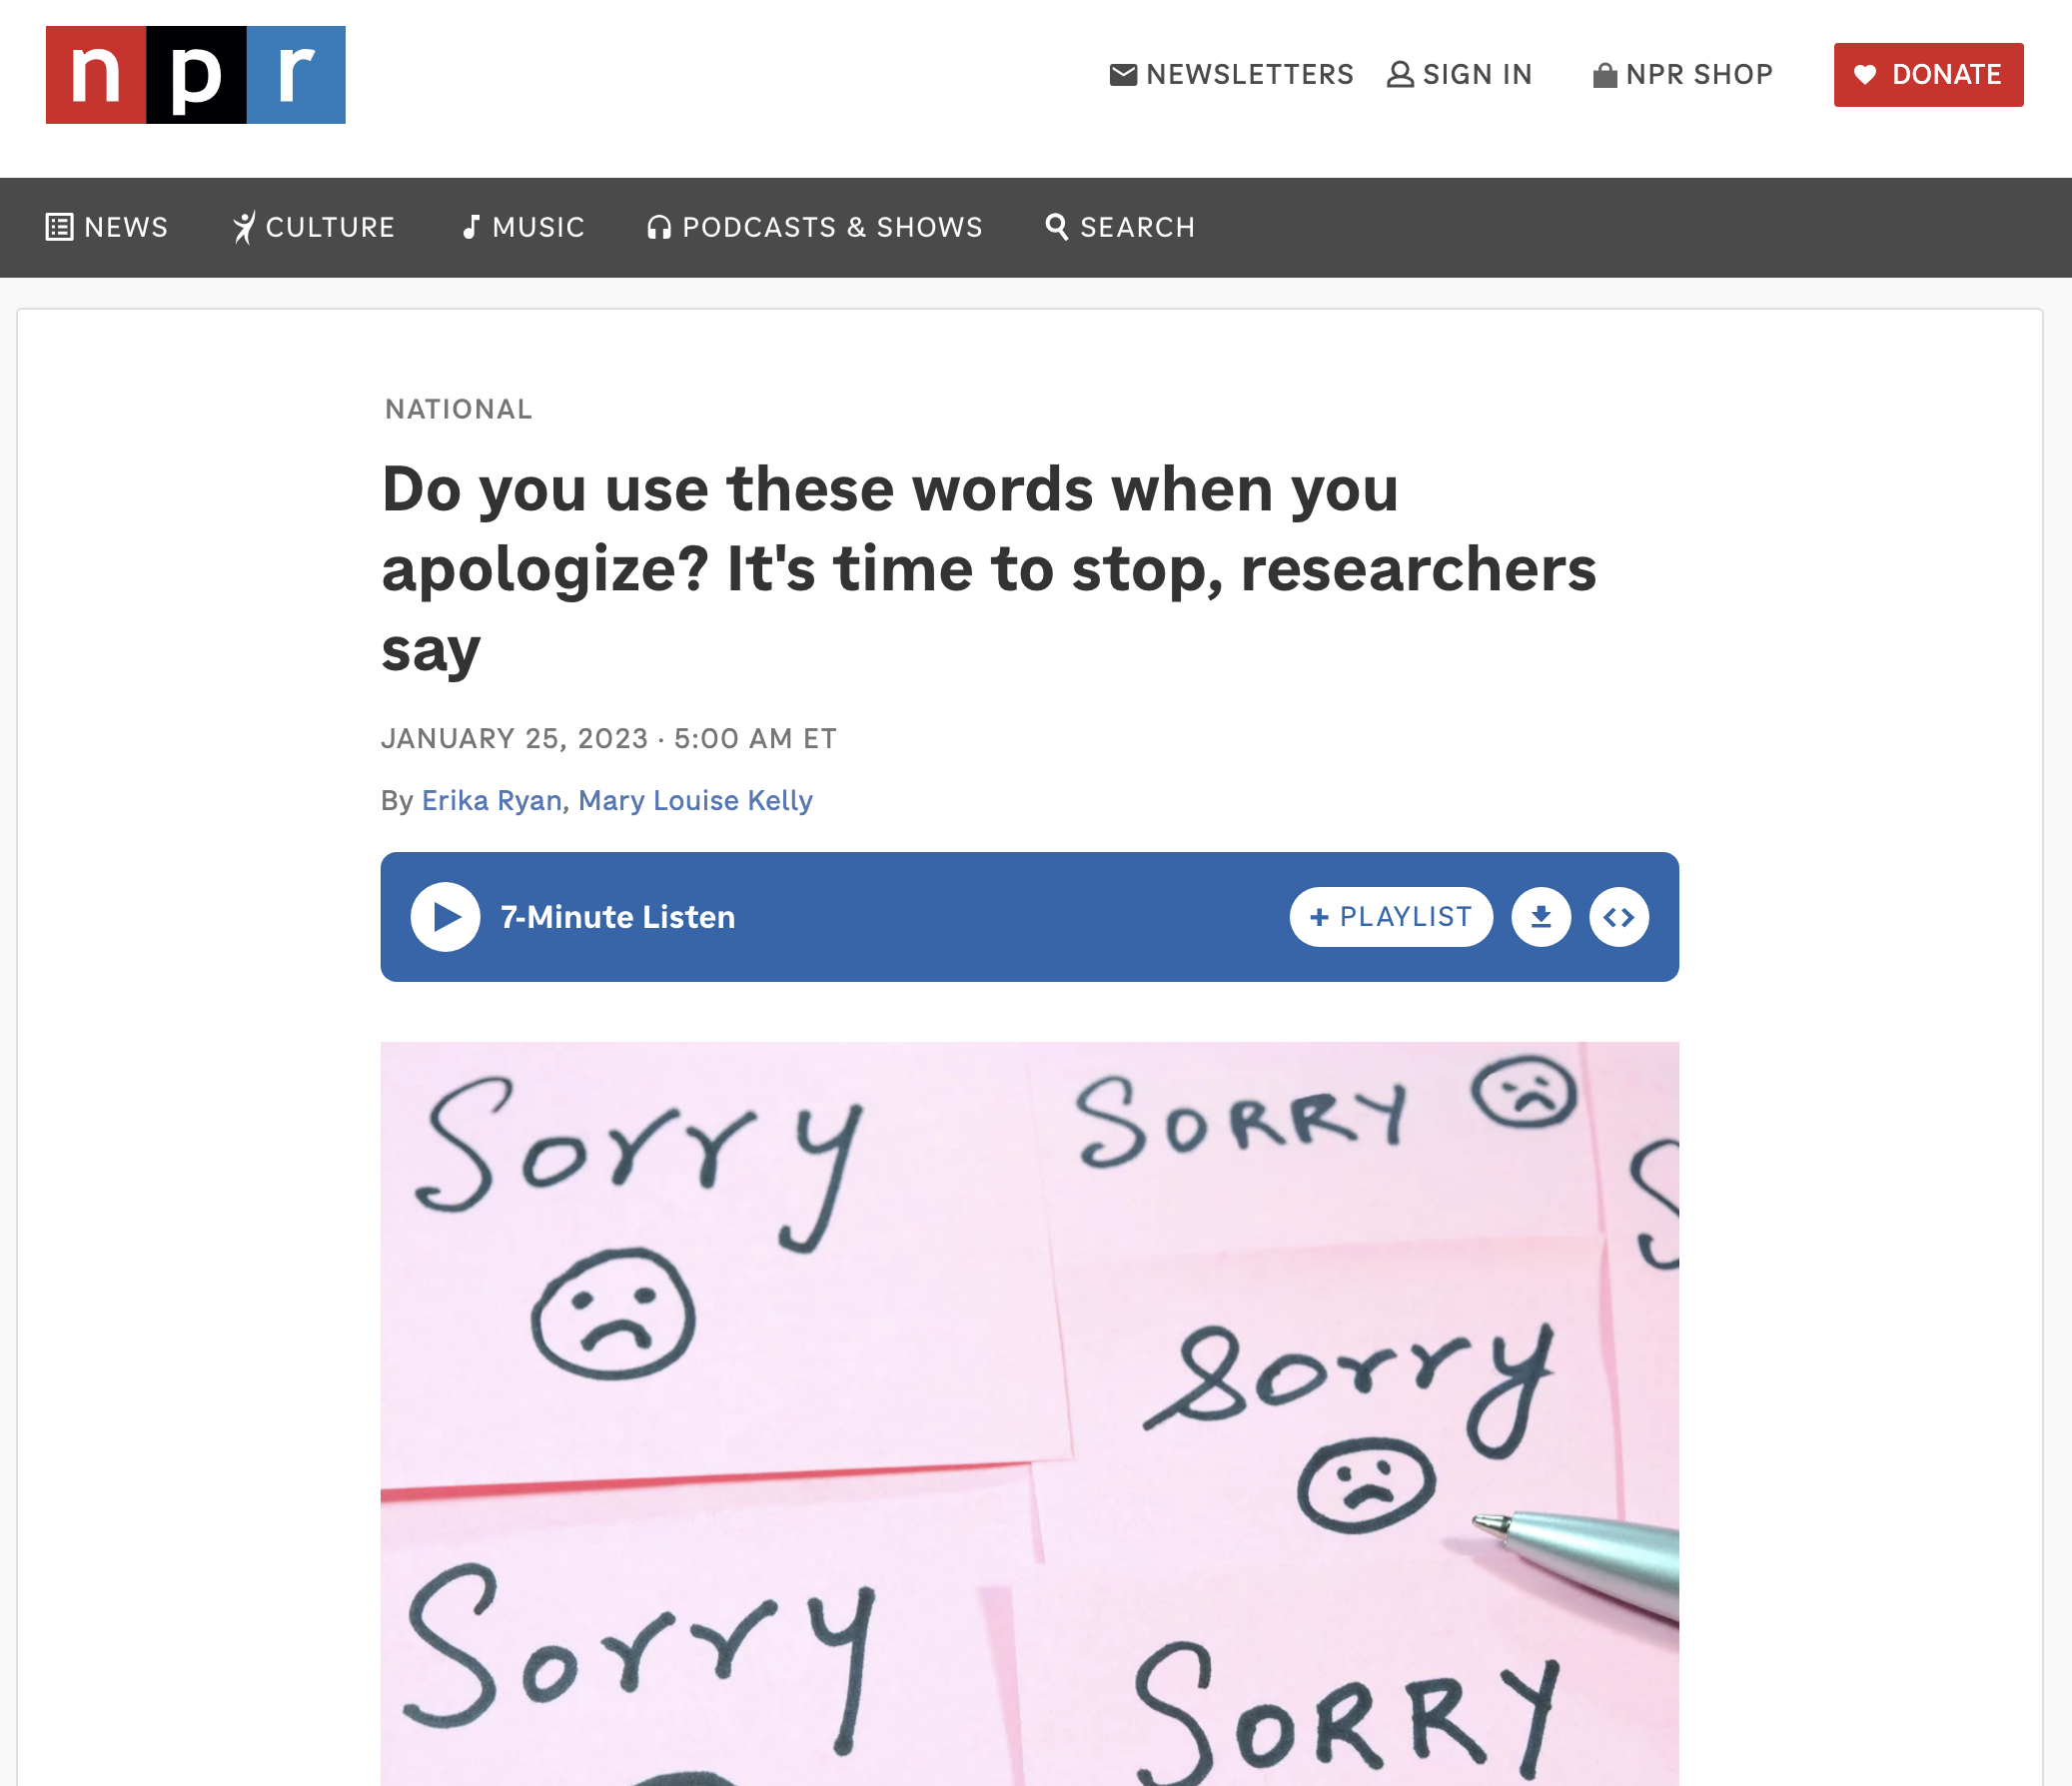 npr
NEWSLETTERS SIGN IN NPR SHOP DONATE
NEWS CULTURE MUSIC PODCASTS & SHOWS SEARCH
NATIONAL
Do you use these words when you
apologize? It's time to stop, researchers
say
JANUARY 25, 2023 · 5:00 AM ET
By Erika Ryan, Mary Louise Kelly
7-Minute Listen + PLAYLIST
Sorry
SORRY
S
Sorry
Sorry
SORRY